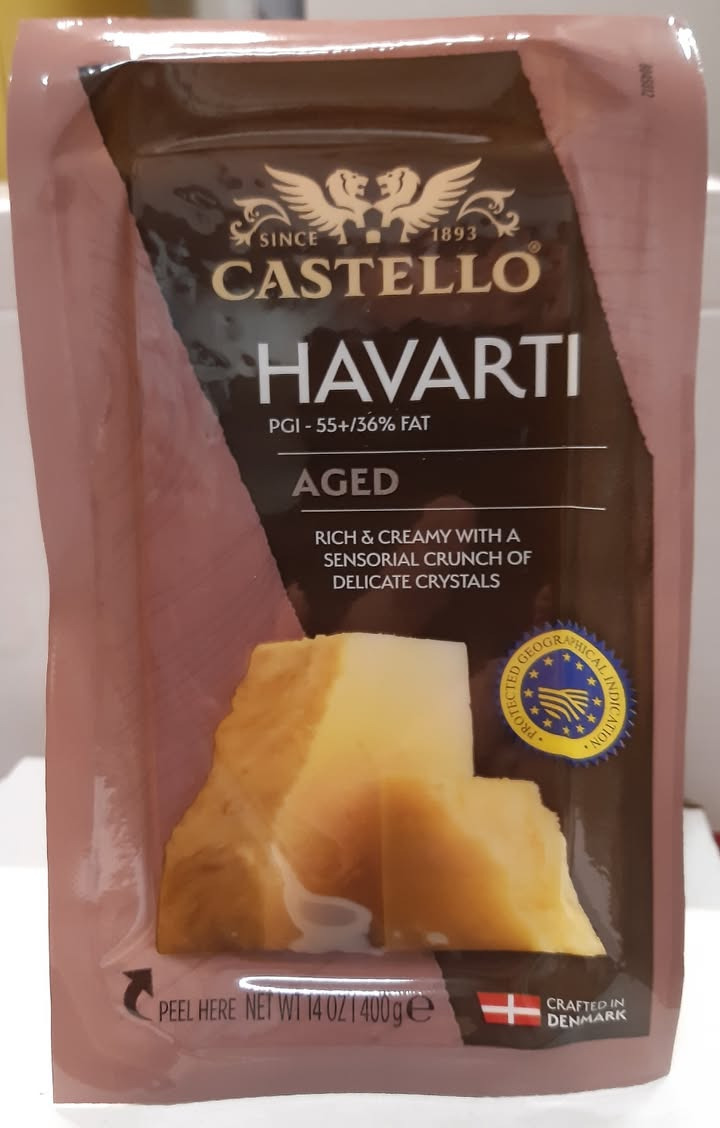 SINCE 1893
CASTELLO®
HAVARTI
PGI - 55+/36% FAT
AGED
RICH & CREAMY WITH A
SENSORIAL CRUNCH OF
DELICATE CRYSTALS
• PROTECTED GEOGRAPHICAL INDICATION •
PEEL HERE NET WT 14 OZ | 400g e
CRAFTED IN
DENMARK